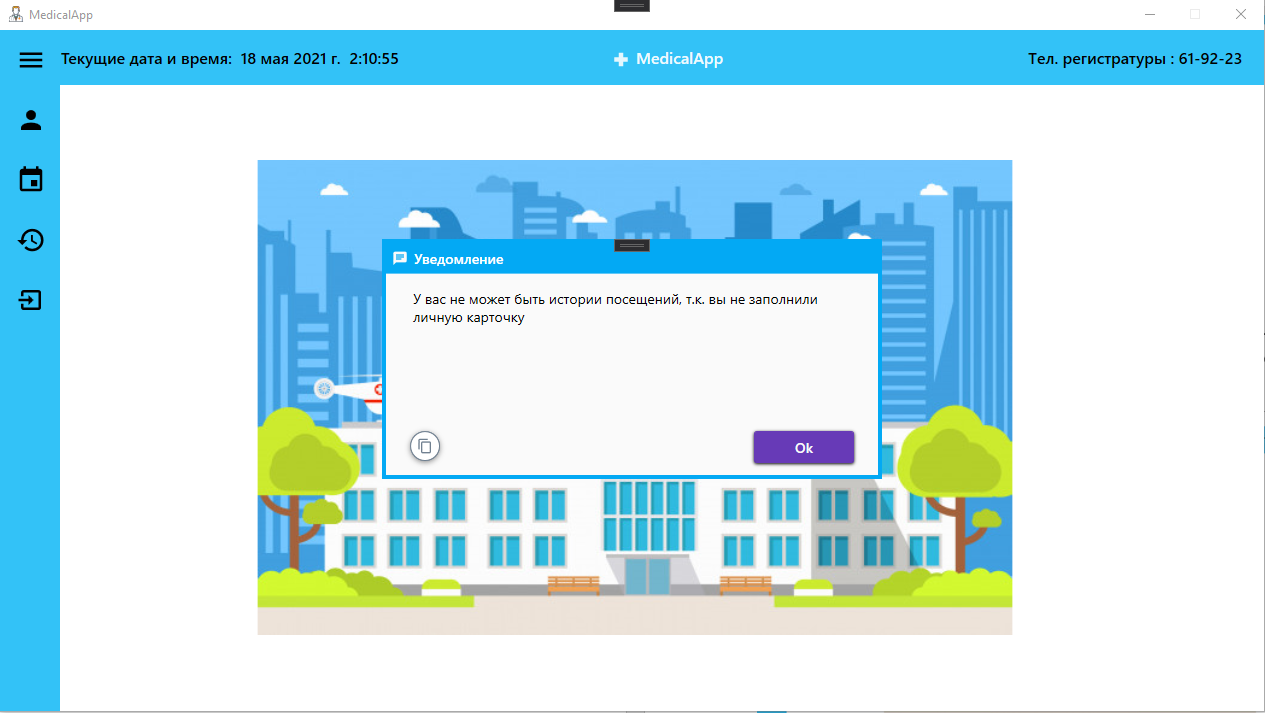 MedicalApp
Текущие дата и время: 18 мая 2021 г. 2:10:55
MedicalApp
Тел. регистратуры : 61-92-23
Уведомление
У вас не может быть истории посещений, т.к. вы не заполнили
личную карточку
Ok